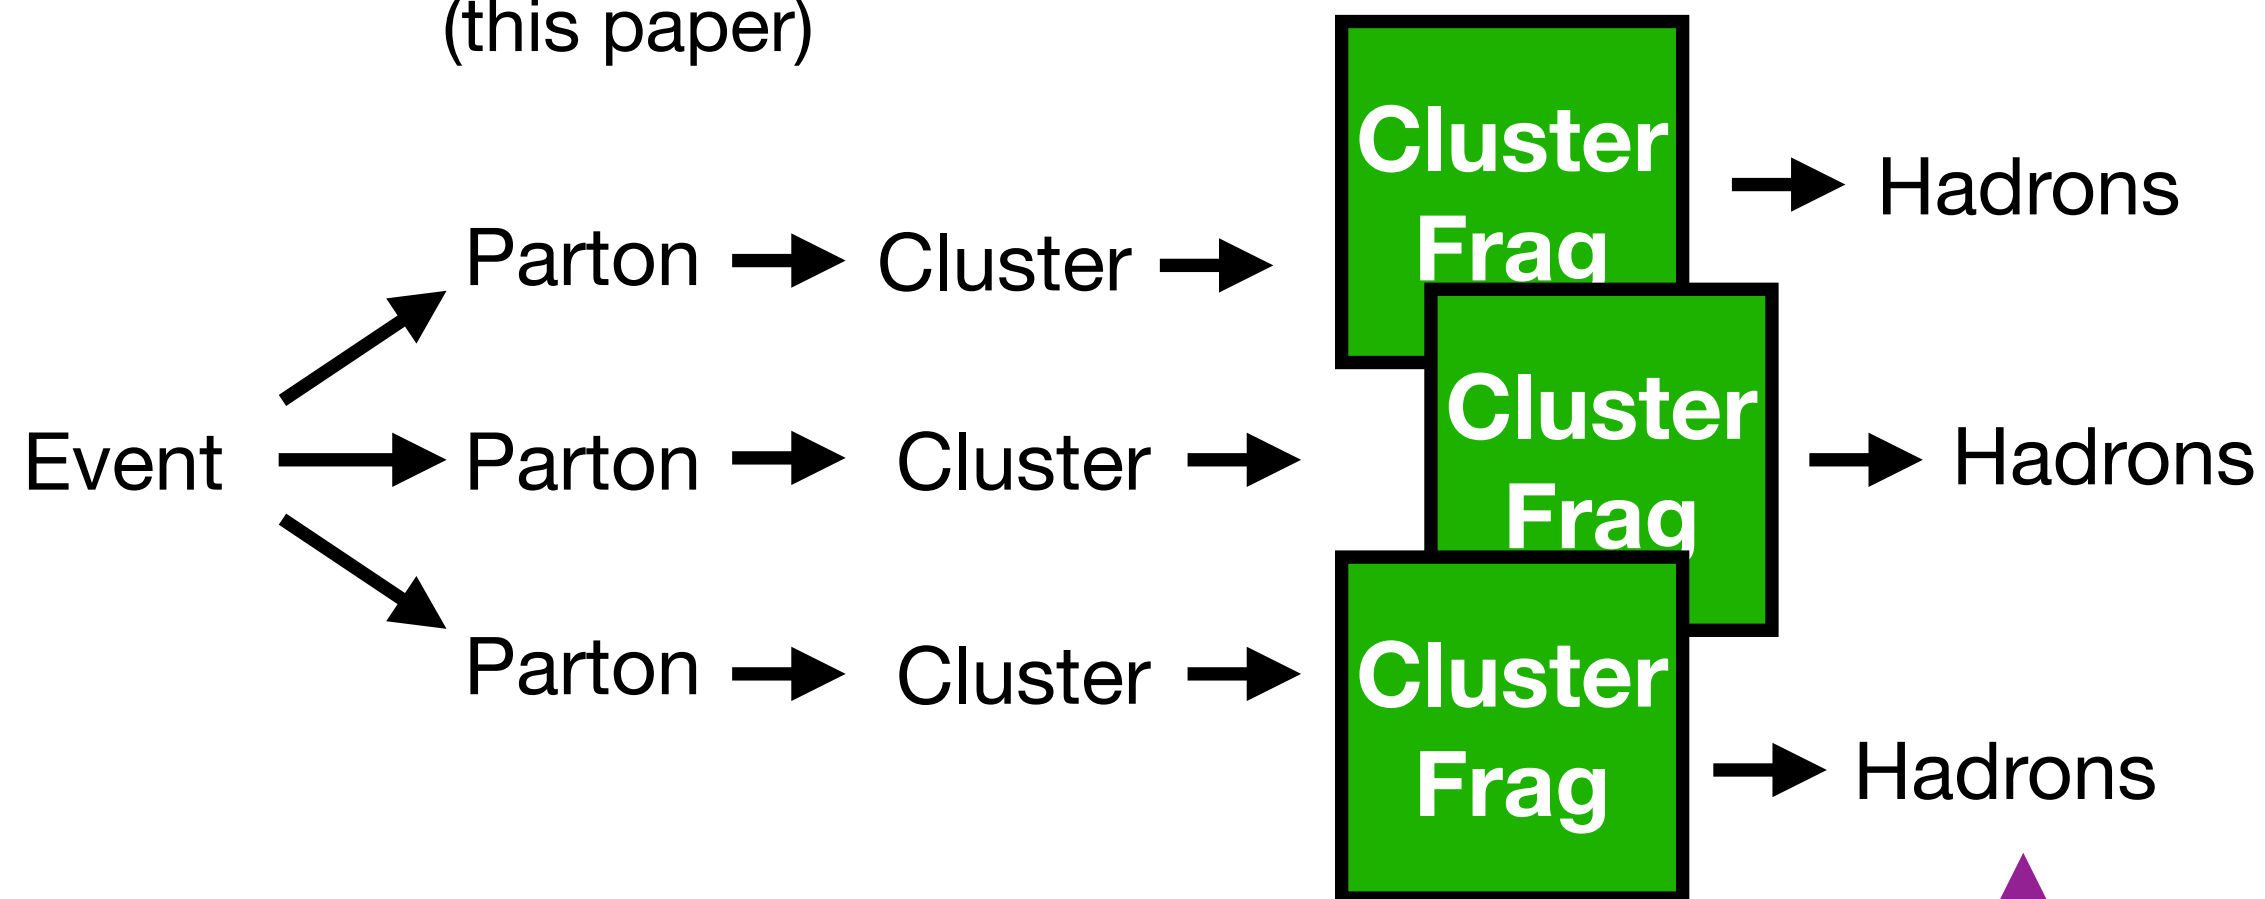 (this paper)
Cluster
Frag
Hadrons
Parton
Cluster
Event
Parton
Cluster
Cluster
Frag
Hadrons
Parton
Cluster
Cluster
Frag
Hadrons